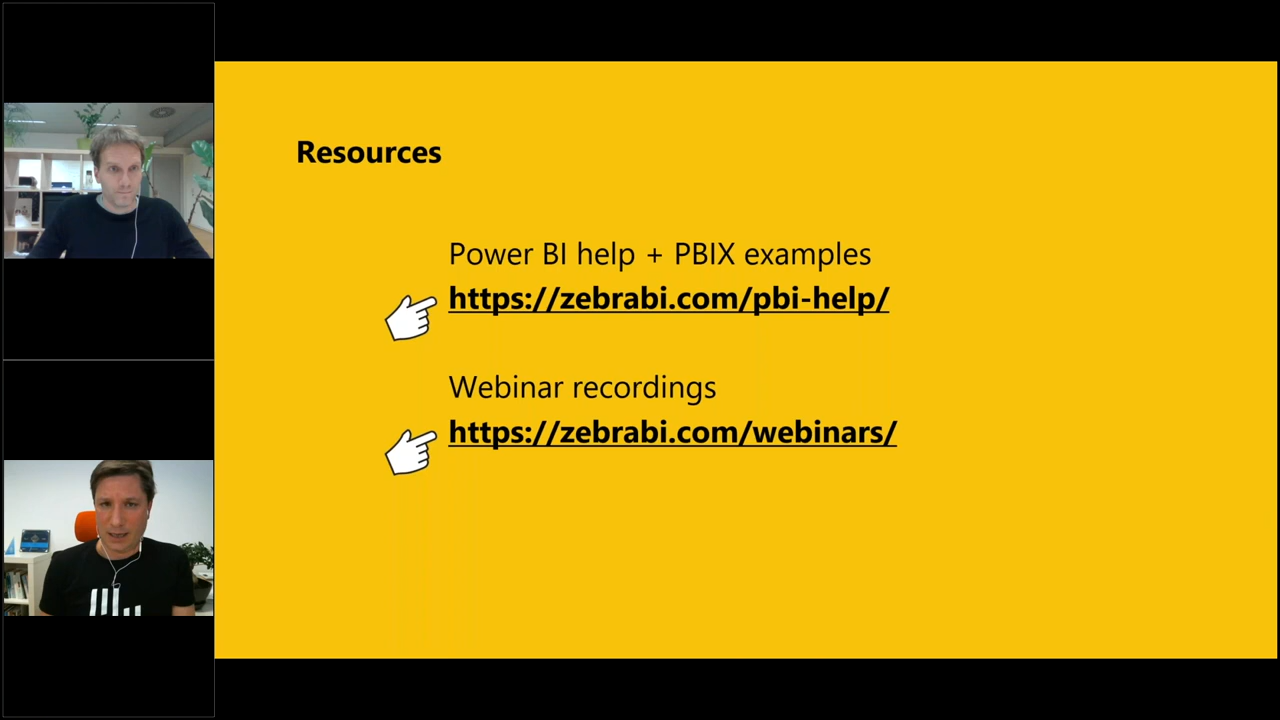 Resources
Power BI help + PBIX examples
https://zebrabi.com/pbi-help/
Webinar recordings
https://zebrabi.com/webinars/